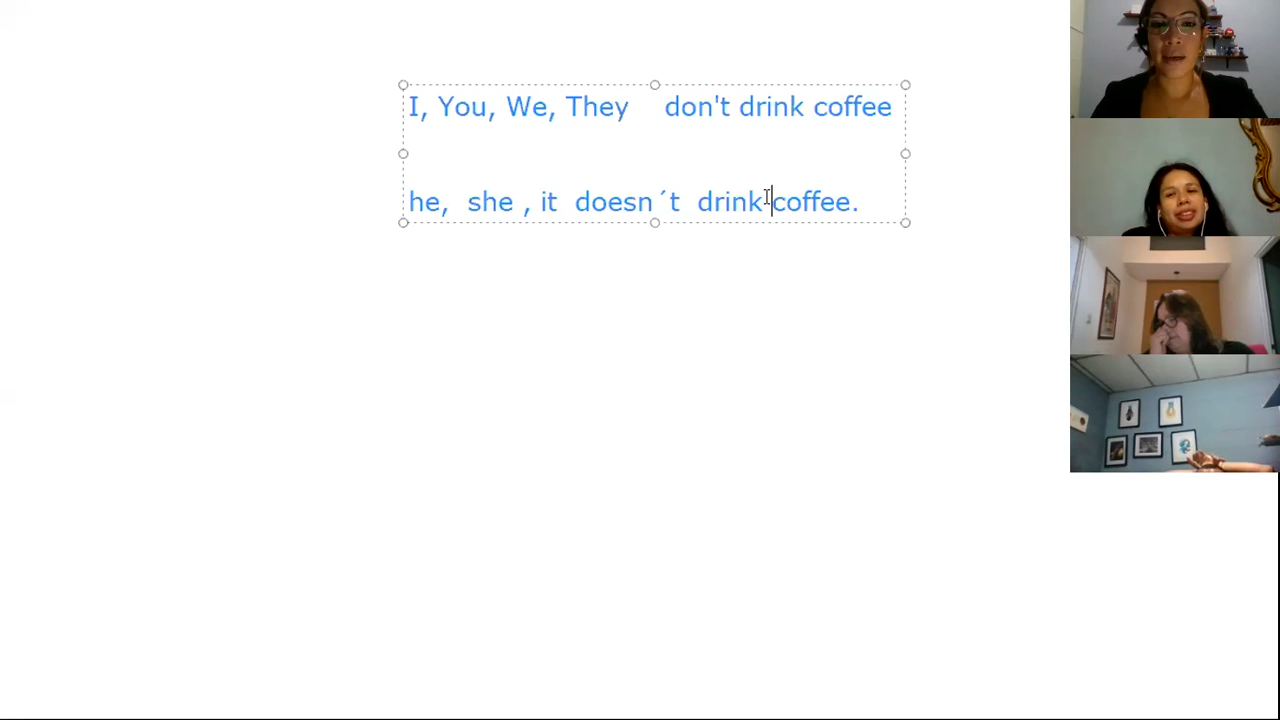 I, You, We, They don't drink coffee
he, she , it doesn´t drink coffee.